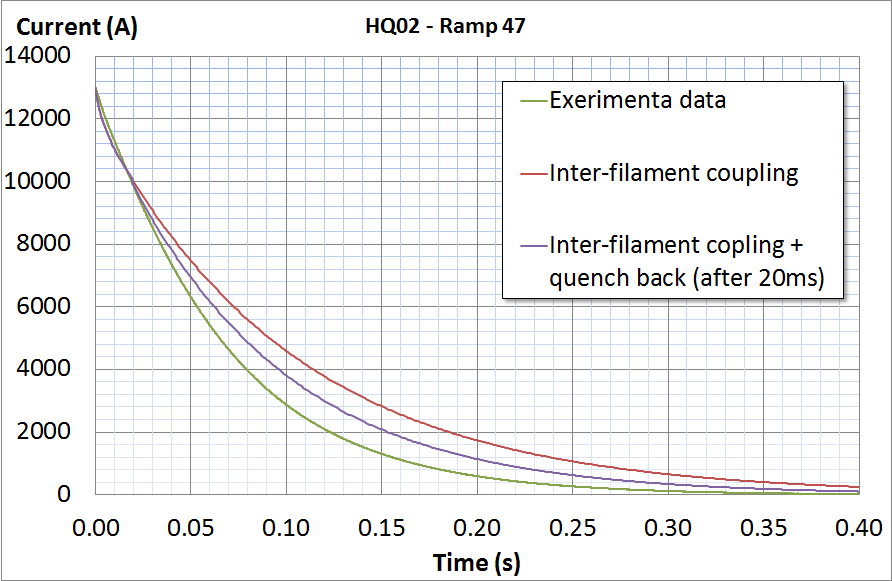 Current (A)
HQ02 - Ramp 47
14000
12000
10000
8000
6000
4000
2000
0
Exerimenta data
Inter-filament coupling
Inter-filament copling +
quench back (after 20ms)
0.00 0.05 0.10 0.15 0.20 0.25 0.30 0.35 0.40
Time (s)